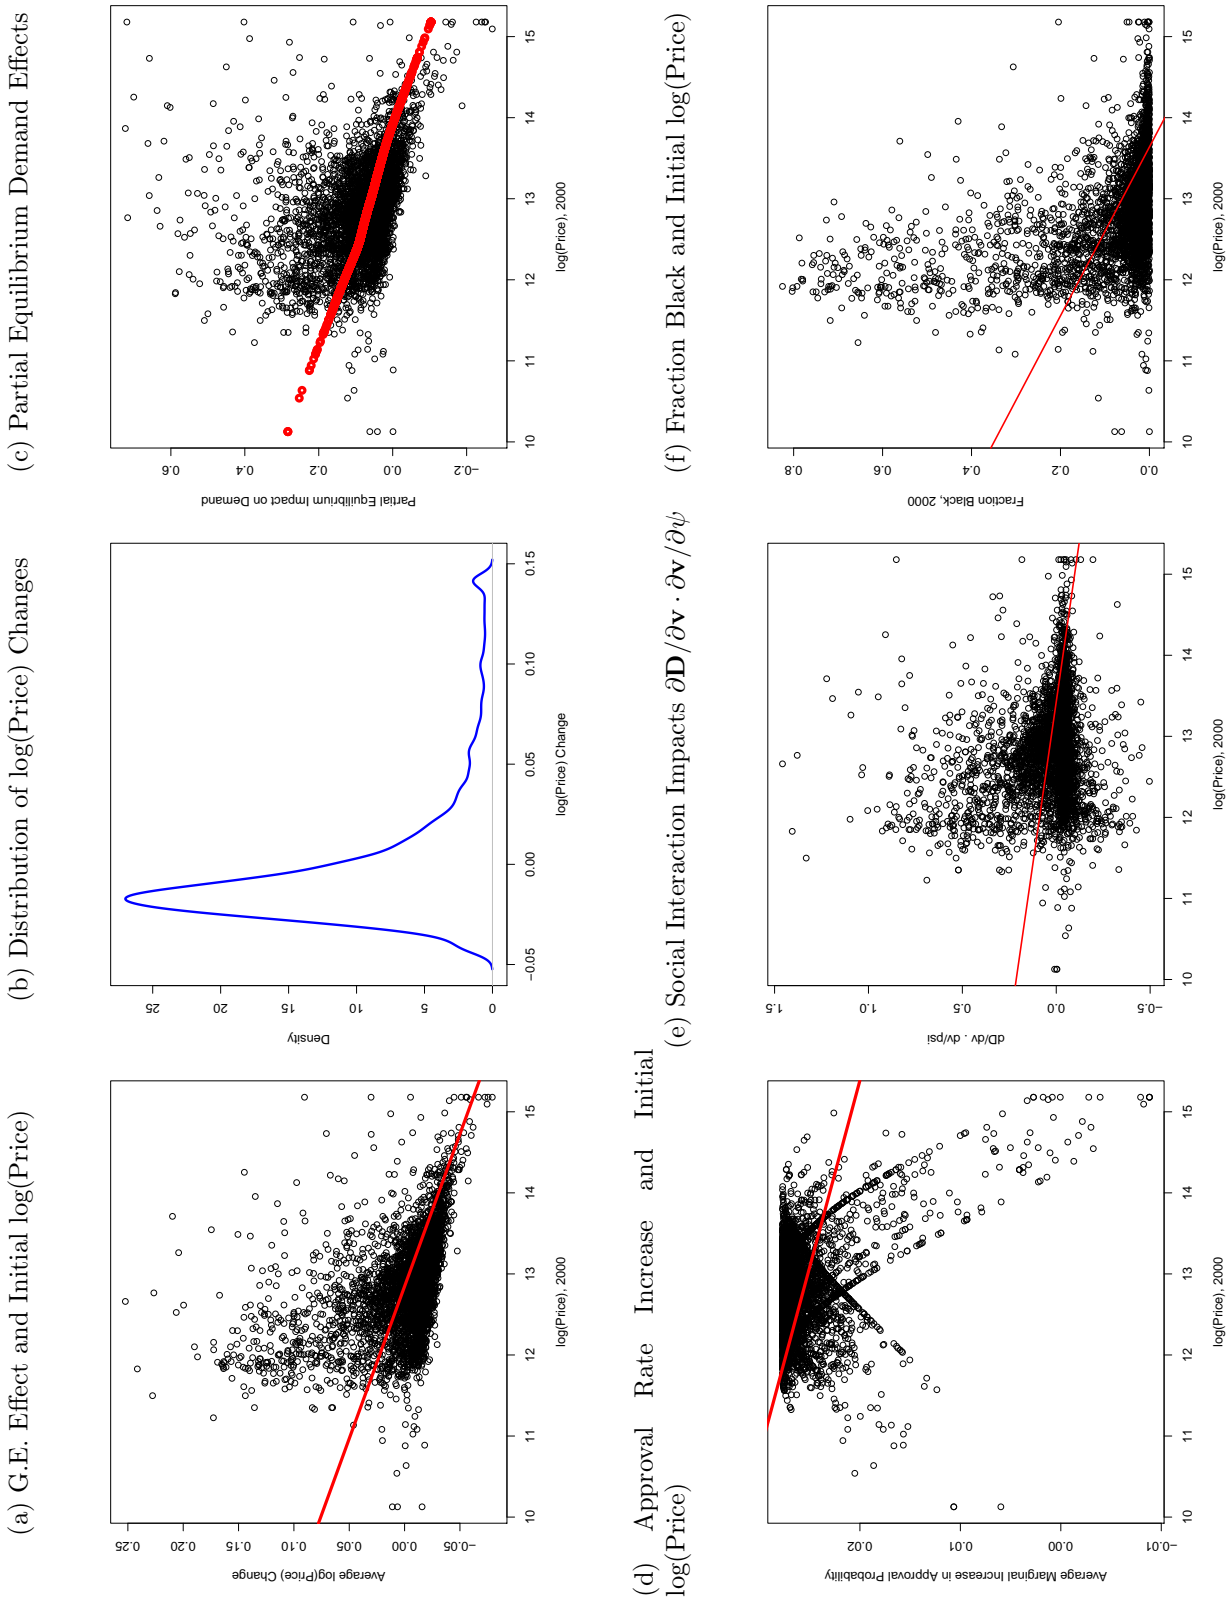 (a) G.E. Effect and Initial log(Price)
Average log(Price) Change
−0.05 0.00 0.05 0.10 0.15 0.20 0.25
10 11 12 13 14 15
log(Price), 2000
(b) Distribution of log(Price) Changes
Density
0 5 10 15 20 25
−0.05 0.00 0.05 0.10 0.15
log(Price) Change
(c) Partial Equilibrium Demand Effects
Partial Equilibrium Impact on Demand
−0.2 0.0 0.2 0.4 0.6
10 11 12 13 14 15
log(Price), 2000
(d) Approval Rate Increase and Initial
log(Price)
Average Marginal Increase in Approval Probability
−0.01 0.00 0.01 0.02
10 11 12 13 14 15
log(Price), 2000
(e) Social Interaction Impacts ∂D/∂v · ∂v/∂ψ
dD/dv . dv/psi
−0.5 0.0 0.5 1.0 1.5
10 11 12 13 14 15
log(Price), 2000
(f) Fraction Black and Initial log(Price)
Fraction Black, 2000
0.0 0.2 0.4 0.6 0.8
10 11 12 13 14 15
log(Price), 2000